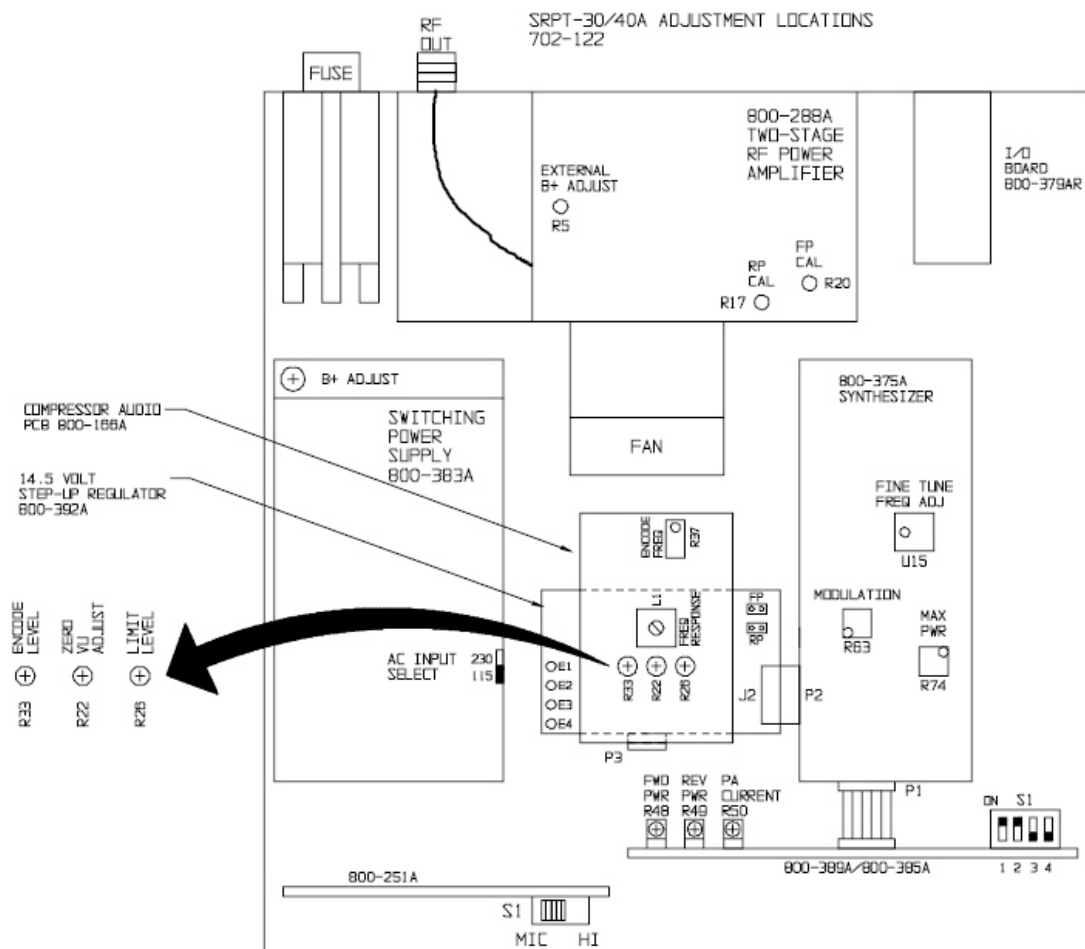 SRPT-30/40A ADJUSTMENT LOCATIONS
702-122
RF
OUT
FUSE
800-288A
TWO-STAGE
RF POWER
AMPLIFIER
I/O
BOARD
800-379AR
EXTERNAL
B+ ADJUST
R5
FP
CAL
R20
RP
CAL
R17
B+ ADJUST
COMPRESSOR AUDIO
PCB 800-166A
SWITCHING
POWER
SUPPLY
800-383A
14.5 VOLT
STEP-UP REGULATOR
800-392A
FAN
800-375A
SYNTHESIZER
FINE TUNE
FREQ ADJ
U15
ENCODE
FREQ
R37
L1
FREQ
RESPONSE
FP
RP
MODULATION
R63
MAX
PWR
R74
ENCODE
LEVEL
R33
ZERO
VU
ADJUST
R22
LIMIT
LEVEL
R26
AC INPUT
SELECT
230
115
E1
E2
E3
E4
R33
R22
R26
J2
P2
P3
FWD
PWR
R48
REV
PWR
R49
PA
CURRENT
R50
P1
ON S1
1 2 3 4
800-389A/800-385A
800-251A
S1
MIC HI